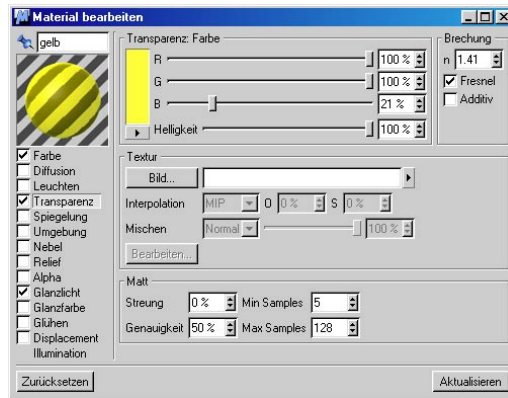 Material bearbeiten
gelb
Farbe
Diffusion
Leuchten
Transparenz
Spiegelung
Umgebung
Nebel
Relief
Alpha
Glanzlicht
Glanzfarbe
Glühen
Displacement
Illumination
Transparenz: Farbe
R 100 %
G 100 %
B 21 %
Helligkeit 100 %
Brechung
n 1.41
Fresnel
Additiv
Textur
Bild...
Interpolation MIP O 0 % S 0 %
Mischen Normal 100 %
Bearbeiten...
Matt
Streung 0 % Min Samples 5
Genauigkeit 50 % Max Samples 128
Zurücksetzen
Aktualisieren